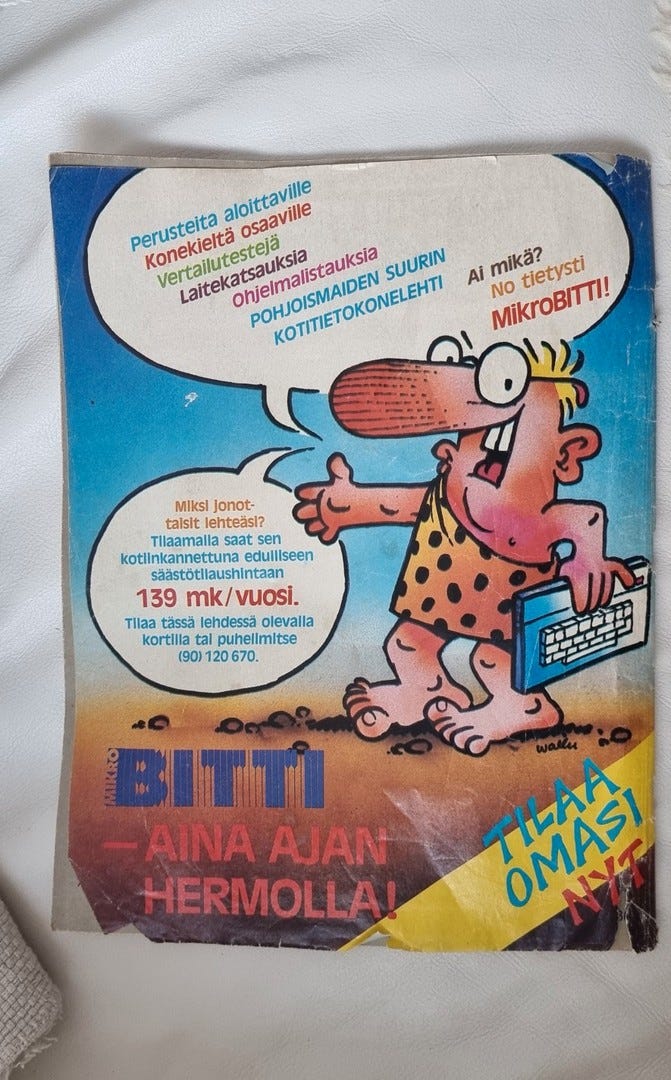 Perusteita aloittaville
Konekieltä osaaville
Vertailutestejä
Laitekatsauksia
Ohjelmalistauksia
POHJOISMAIDEN SUURIN
KOTITIETOKONELEHTI
Ai mikä?
No tietysti
MikroBITTI!
Miksi jonot-
taisit lehteäsi?
Tilaamalla saat sen
kotiinkannettuna edulliseen
säästötilaushintaan
139 mk/vuosi.
Tilaa tässä lehdessä olevalla
kortilla tai puhelimitse
(90) 120 670.
wallu
MIKRO
BITTI
— AINA AJAN
HERMOLLA!
TILAA
OMASI
NYT